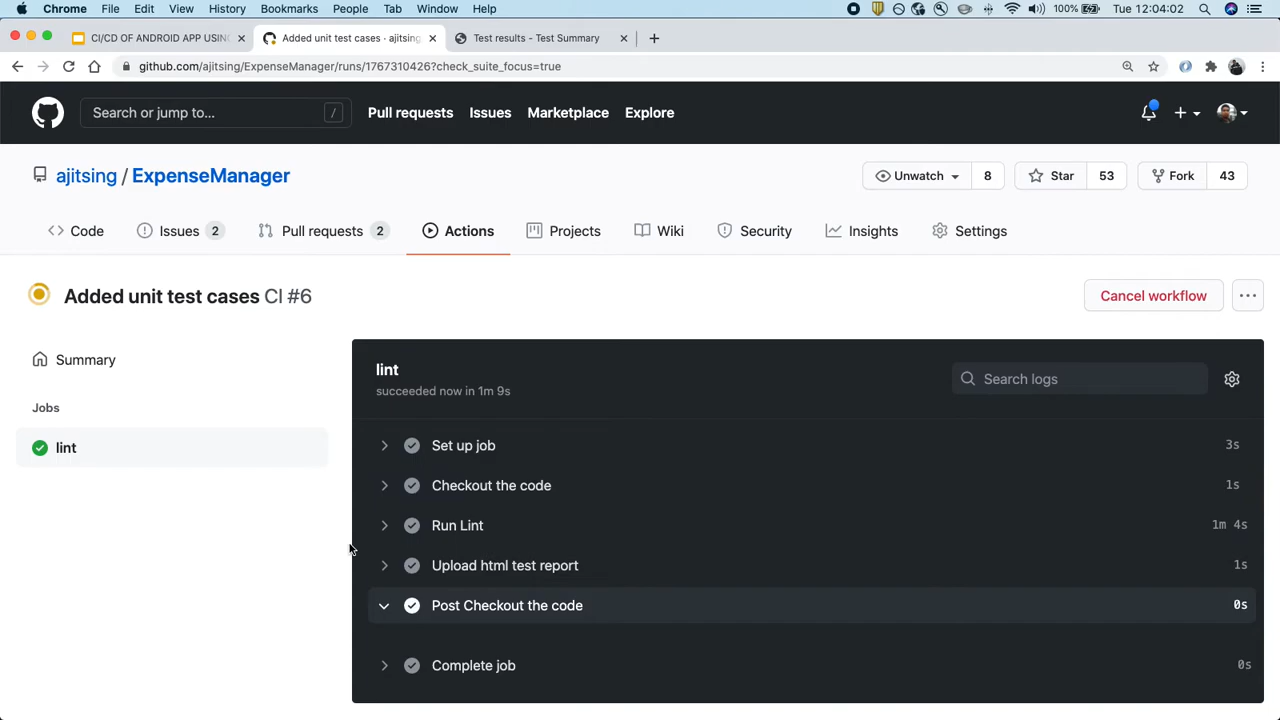 Chrome File Edit View History Bookmarks People Tab Window Help 100% Tue 12:04:02
CI/CD OF ANDROID APP USING
Added unit test cases · ajitsing
Test results - Test Summary
github.com/ajitsing/ExpenseManager/runs/1767310426?check_suite_focus=true
Search or jump to... /
Pull requests Issues Marketplace Explore
ajitsing / ExpenseManager
Unwatch 8 Star 53 Fork 43
Code Issues 2 Pull requests 2 Actions Projects Wiki Security Insights Settings
Added unit test cases CI #6
Cancel workflow
Summary
Jobs
lint
lint
succeeded now in 1m 9s
Search logs
Set up job 3s
Checkout the code 1s
Run Lint 1m 4s
Upload html test report 1s
Post Checkout the code 0s
Complete job 0s